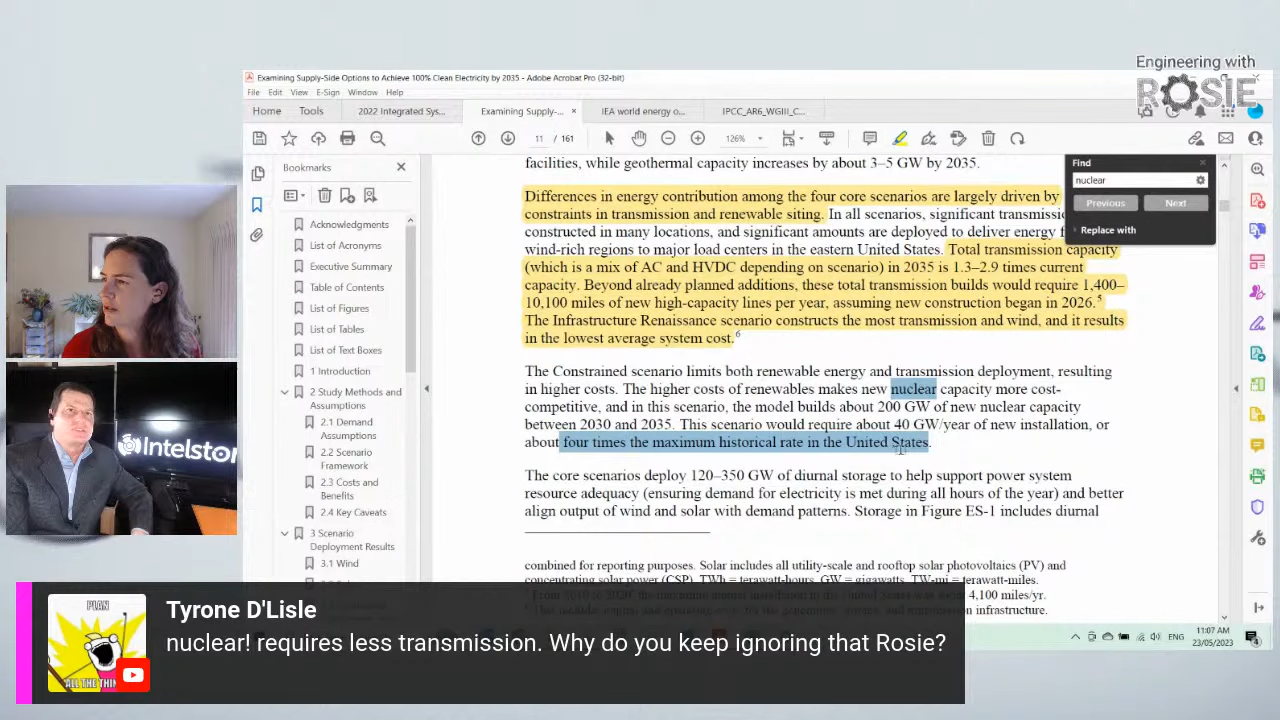 Engineering with
ROSIE
Examining Supply-Side Options to Achieve 100% Clean Electricity by 2035 - Adobe Acrobat Pro (32-bit)
File Edit View E-Sign Window Help
Home Tools 2022 Integrated Sys... Examining Supply-... × IEA world energy o... IPCC_AR6_WGIII_C...
11 / 161 126%
Bookmarks
Acknowledgments
List of Acronyms
Executive Summary
Table of Contents
List of Figures
List of Tables
List of Text Boxes
1 Introduction
2 Study Methods and
Assumptions
2.1 Demand
Assumptions
2.2 Scenario
Framework
2.3 Costs and
Benefits
2.4 Key Caveats
3 Scenario
Deployment Results
3.1 Wind
Find
nuclear
Previous Next
Replace with
facilities, while geothermal capacity increases by about 3–5 GW by 2035.
Differences in energy contribution among the four core scenarios are largely driven by
constraints in transmission and renewable siting. In all scenarios, significant
constructed in many locations, and significant amounts are deployed to deliver energy
wind-rich regions to major load centers in the eastern United States. Total transmission capacity
(which is a mix of AC and HVDC depending on scenario) in 2035 is 1.3–2.9 times current
capacity. Beyond already planned additions, these total transmission builds would require 1,400–
10,100 miles of new high-capacity lines per year, assuming new construction began in 2026.⁵
The Infrastructure Renaissance scenario constructs the most transmission and wind, and it results
in the lowest average system cost.⁶
The Constrained scenario limits both renewable energy and transmission deployment, resulting
in higher costs. The higher costs of renewables makes new nuclear capacity more cost-
competitive, and in this scenario, the model builds about 200 GW of new nuclear capacity
between 2030 and 2035. This scenario would require about 40 GW/year of new installation, or
about four times the maximum historical rate in the United States.
The core scenarios deploy 120–350 GW of diurnal storage to help support power system
resource adequacy (ensuring demand for electricity is met during all hours of the year) and better
align output of wind and solar with demand patterns. Storage in Figure ES-1 includes diurnal
combined for reporting purposes. Solar includes all utility-scale and rooftop solar photovoltaics (PV) and
concentrating solar power (CSP). TWh = terawatt-hours, GW = gigawatts, TW-mi = terawatt-miles.
4,100 miles/yr.
infrastructure.
Intelstor
PLAN
ALL THE
Tyrone D'Lisle
nuclear! requires less transmission. Why do you keep ignoring that Rosie?
ENG
11:07 AM
23/05/2023